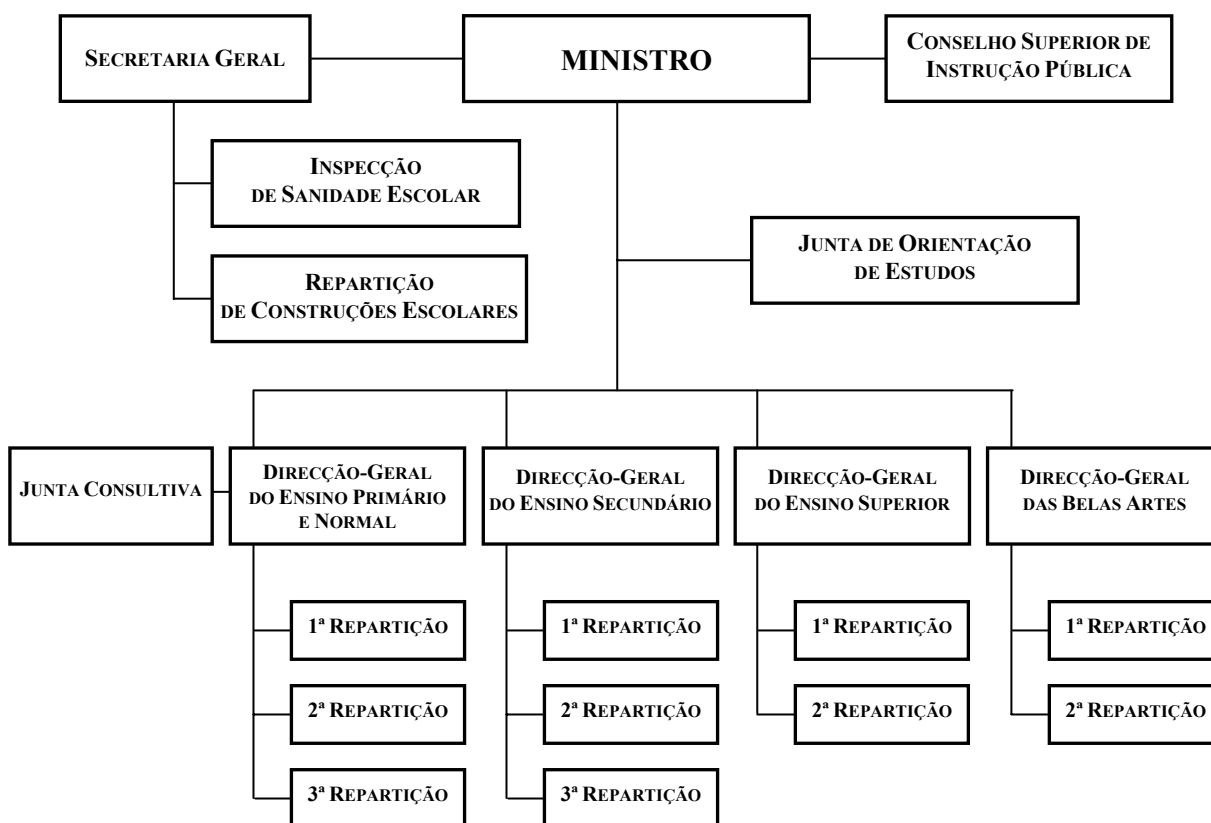 SECRETARIA GERAL
MINISTRO
CONSELHO SUPERIOR DE
INSTRUÇÃO PÚBLICA
INSPECÇÃO
DE SANIDADE ESCOLAR
JUNTA DE ORIENTAÇÃO
DE ESTUDOS
REPARTIÇÃO
DE CONSTRUÇÕES ESCOLARES
JUNTA CONSULTIVA
DIRECÇÃO-GERAL
DO ENSINO PRIMÁRIO
E NORMAL
DIRECÇÃO-GERAL
DO ENSINO SECUNDÁRIO
DIRECÇÃO-GERAL
DO ENSINO SUPERIOR
DIRECÇÃO-GERAL
DAS BELAS ARTES
1ª REPARTIÇÃO
1ª REPARTIÇÃO
1ª REPARTIÇÃO
1ª REPARTIÇÃO
2ª REPARTIÇÃO
2ª REPARTIÇÃO
2ª REPARTIÇÃO
2ª REPARTIÇÃO
3ª REPARTIÇÃO
3ª REPARTIÇÃO